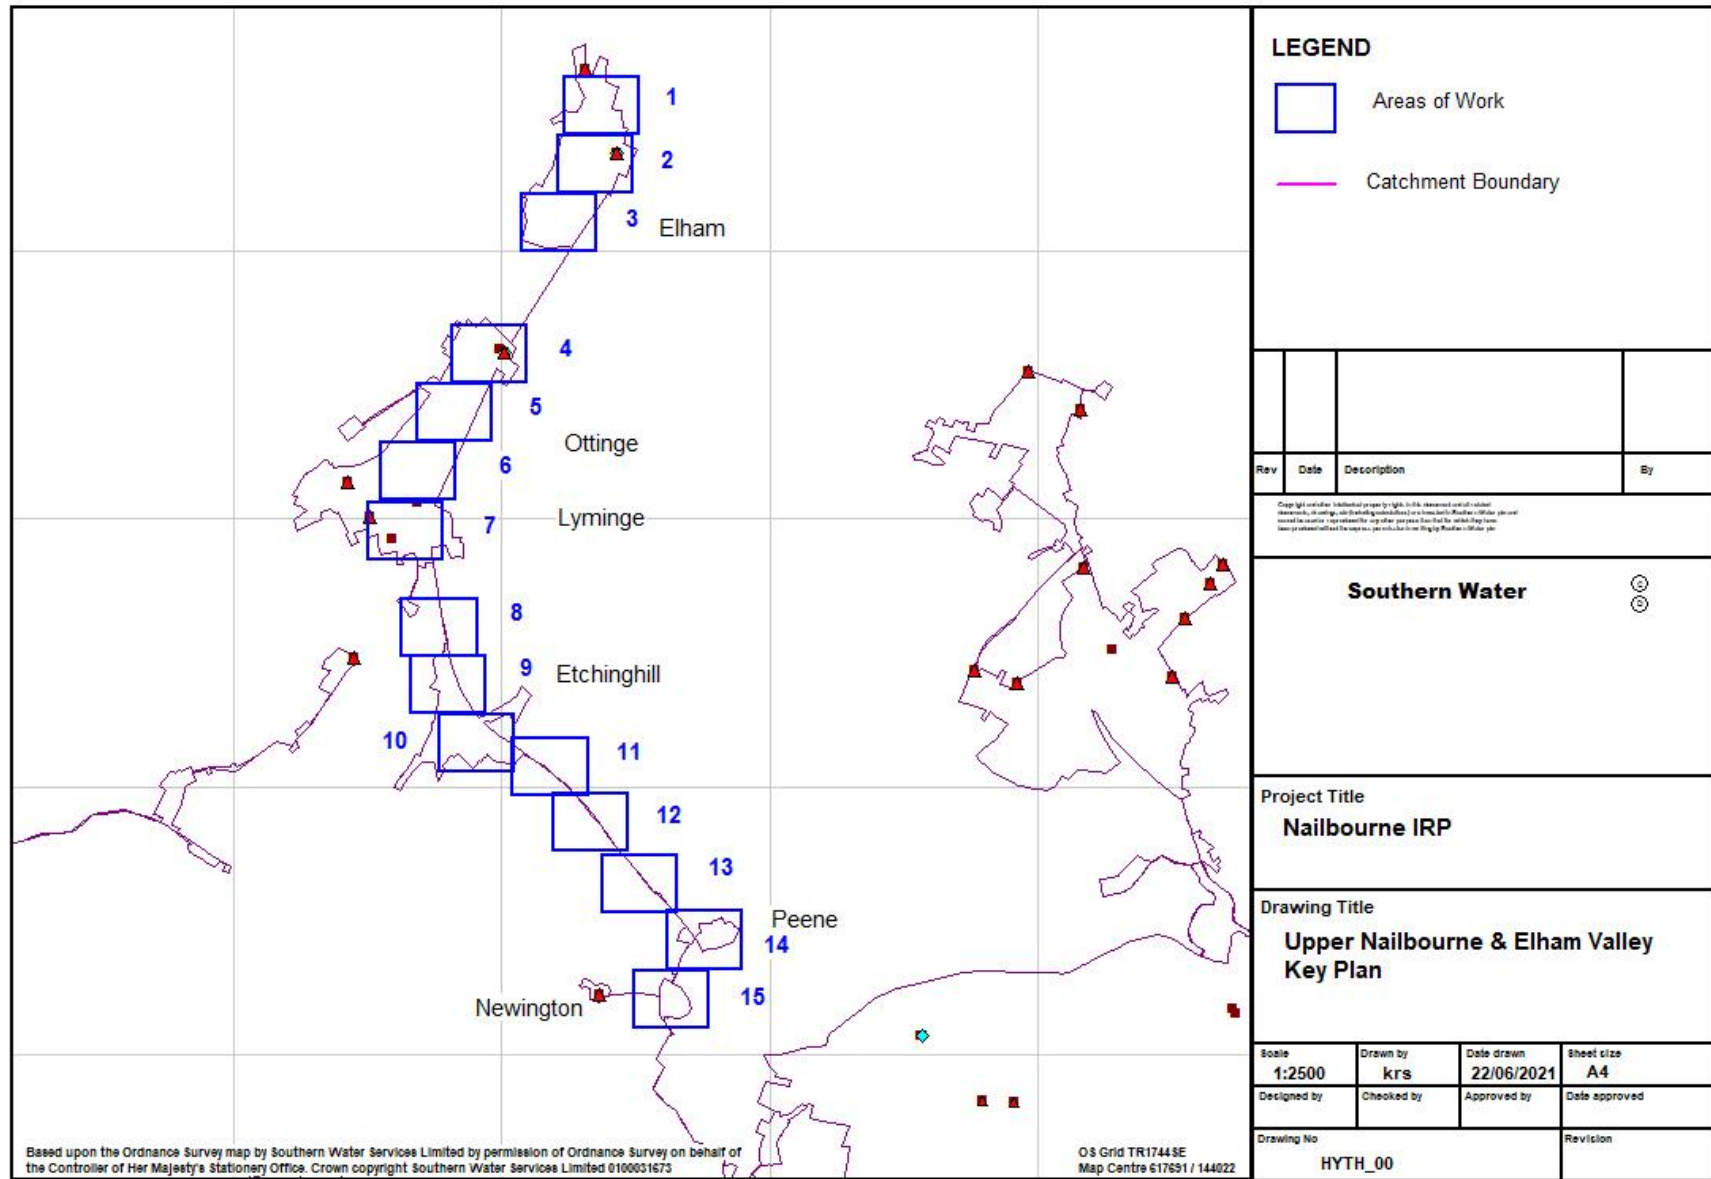 1
2
3
Elham
4
5
Ottinge
6
Lyminge
7
8
9
Etchinghill
10
11
12
13
Peene
14
15
Newington
Based upon the Ordnance Survey map by Southern Water Services Limited by permission of Ordnance Survey on behalf of
the Controller of Her Majesty's Stationery Office. Crown copyright Southern Water Services Limited 0100031673
OS Grid TR1744SE
Map Centre 617691 / 144022
LEGEND
Areas of Work
Catchment Boundary
Rev Date Description By
Southern Water
Project Title
Nailbourne IRP
Drawing Title
Upper Nailbourne & Elham Valley
Key Plan
Scale Drawn by Date drawn Sheet size
1:2500 krs 22/06/2021 A4
Designed by Checked by Approved by Date approved
Drawing No Revision
HYTH_00